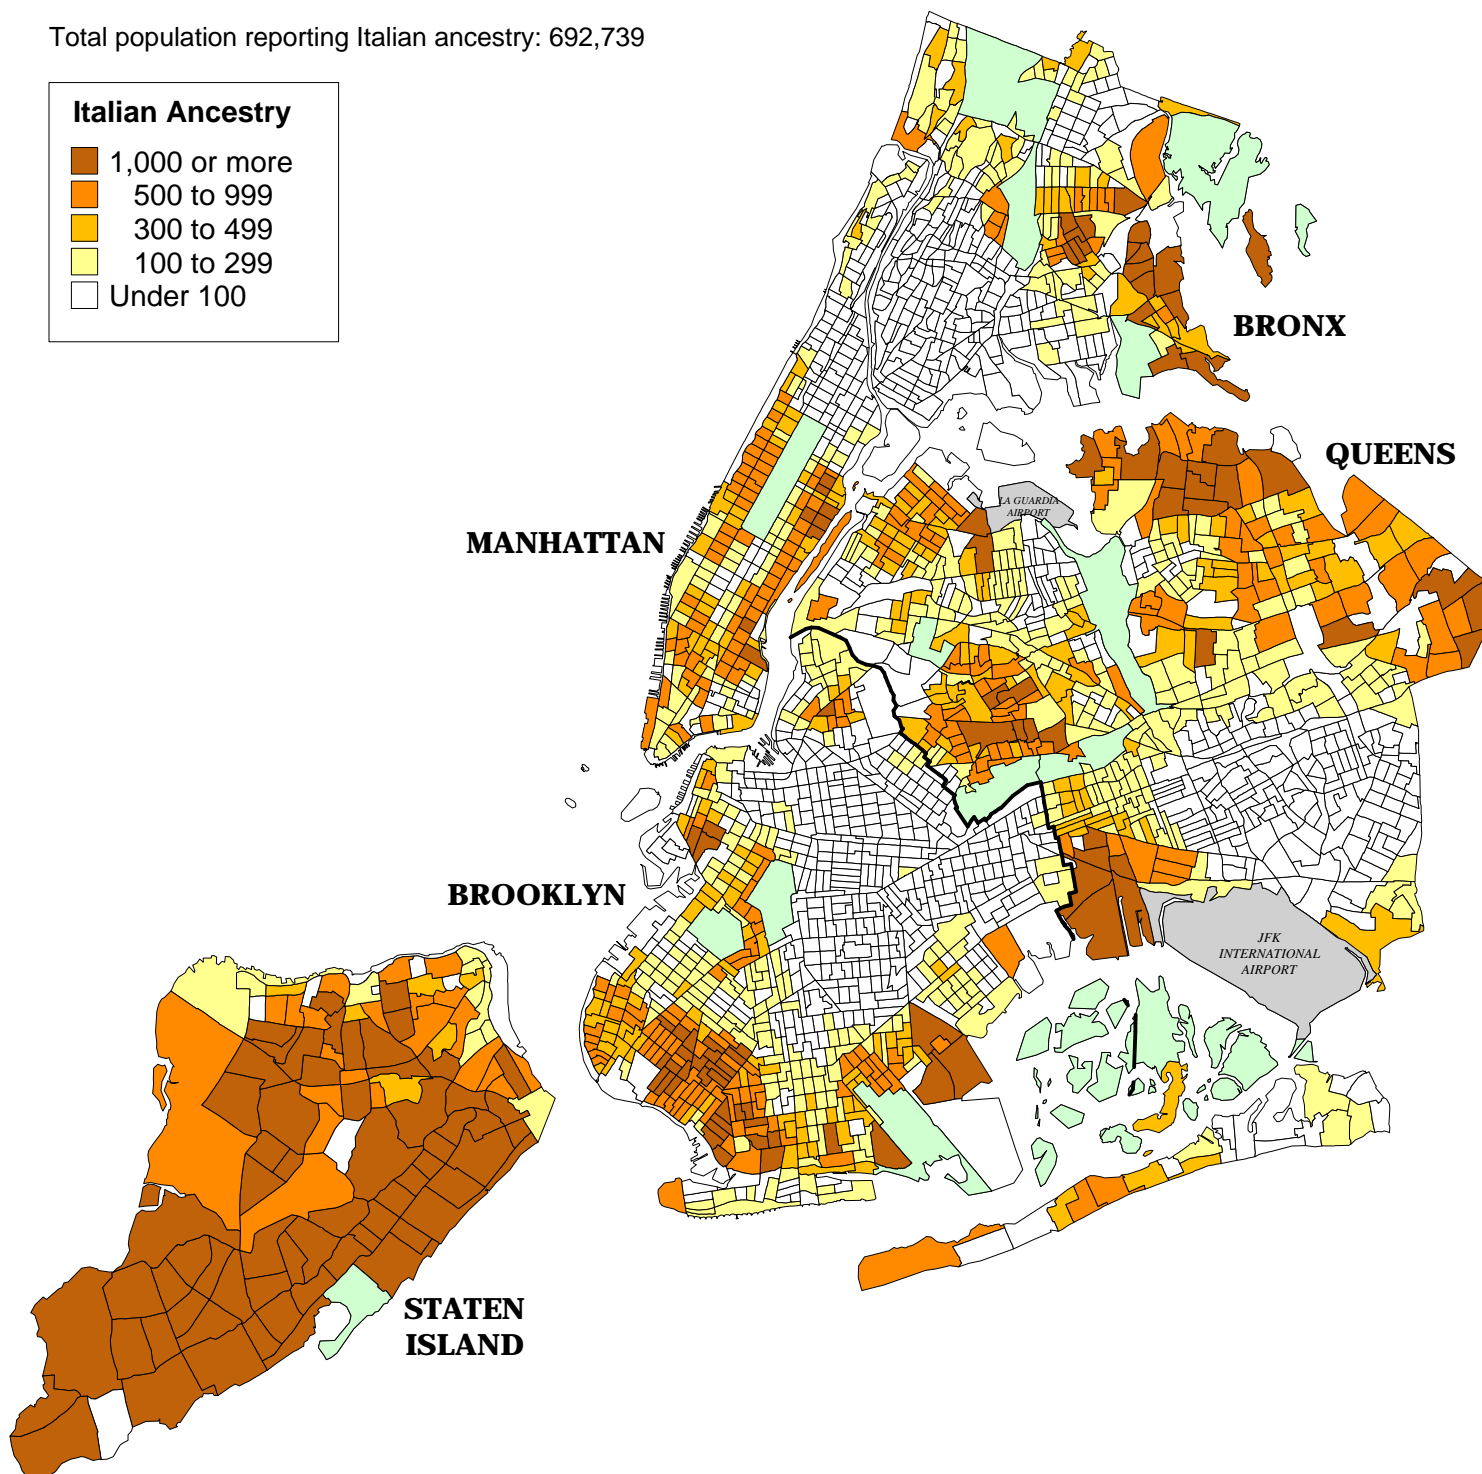 Total population reporting Italian ancestry: 692,739
Italian Ancestry
1,000 or more
500 to 999
300 to 499
100 to 299
Under 100
BRONX
QUEENS
LA GUARDIA
AIRPORT
MANHATTAN
BROOKLYN
JFK
INTERNATIONAL
AIRPORT
STATEN
ISLAND